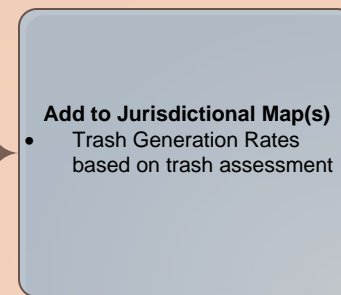 Add to Jurisdictional Map(s)
• Trash Generation Rates
based on trash assessment